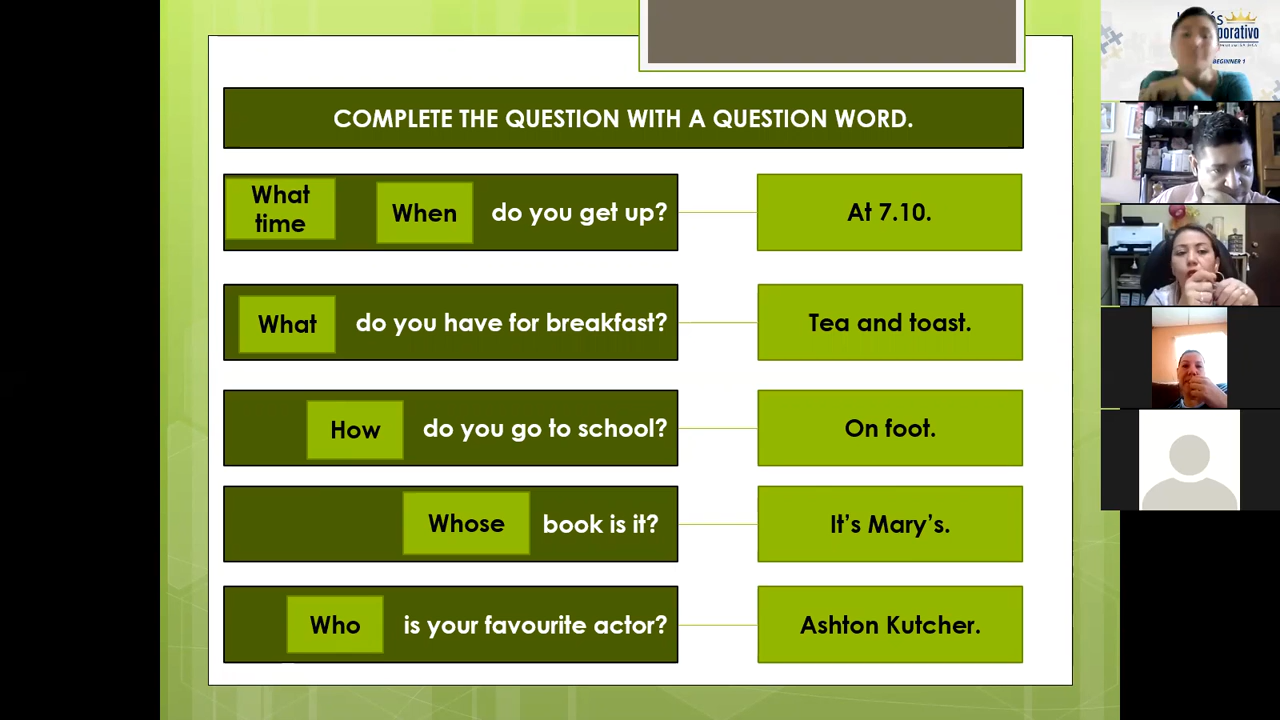 COMPLETE THE QUESTION WITH A QUESTION WORD.
What
time
When
do you get up?
At 7.10.
What
do you have for breakfast?
Tea and toast.
How
do you go to school?
On foot.
Whose
book is it?
It's Mary's.
Who
is your favourite actor?
Ashton Kutcher.
BEGINNER 1